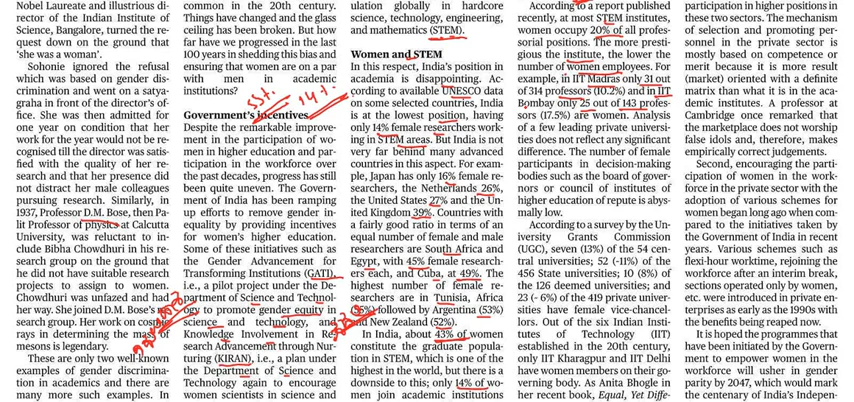 Nobel Laureate and illustrious di-
rector of the Indian Institute of
Science, Bangalore, turned the re-
quest down on the ground that
'she was a woman'.
Sohonie ignored the refusal
which was based on gender dis-
crimination and went on a satya-
graha in front of the director's of-
fice. She was then admitted for
one year on condition that her
work for the year would not be re-
cognised till the director was satis-
fied with the quality of her re-
search and that her presence did
not distract her male colleagues
pursuing research. Similarly, in
1937, Professor D.M. Bose, then Pa-
lit Professor of physics at Calcutta
University, was reluctant to in-
clude Bibha Chowdhuri in his re-
search group on the ground that
he did not have suitable research
projects to assign to women.
Chowdhuri was unfazed and had
her way. She joined D.M. Bose's
search group. Her work on cosmic
rays in determining the mass of
mesons is legendary.
These are only two well-known
examples of gender discrimina-
tion in academics and there are
many more such examples. In
common in the 20th century.
Things have changed and the glass
ceiling has been broken. But how
far have we progressed in the last
100 years in shedding this bias and
ensuring that women are on a par
with men in academic
institutions?
55%. 14%.
Government's incentives
Despite the remarkable improve-
ment in the participation of wo-
men in higher education and par-
ticipation in the workforce over
the past decades, progress has still
been quite uneven. The Govern-
ment of India has been ramping
up efforts to remove gender in-
equality by providing incentives
for women's higher education.
Some of these initiatives such as
the Gender Advancement for
Transforming Institutions (GATI),
i.e., a pilot project under the De-
partment of Science and Technol-
ogy to promote gender equity in
science and technology, and
Knowledge Involvement in Re-
search Advancement through Nur-
turing (KIRAN), i.e., a plan under
the Department of Science and
Technology again to encourage
women scientists in science and
ulation globally in hardcore
science, technology, engineering,
and mathematics (STEM).
Women and STEM
In this respect, India's position in
academia is disappointing. Ac-
cording to available UNESCO data
on some selected countries, India
is at the lowest position, having
only 14% female researchers work-
ing in STEM areas. But India is not
very far behind many advanced
countries in this aspect. For exam-
ple, Japan has only 16% female re-
searchers, the Netherlands 26%,
the United States 27% and the Un-
ited Kingdom 39%. Countries with
a fairly good ratio in terms of an
equal number of female and male
researchers are South Africa and
Egypt, with 45% female research-
ers each, and Cuba, at 49%. The
highest number of female re-
searchers are in Tunisia, Africa
(55%) followed by Argentina (53%)
and New Zealand (52%).
In India, about 43% of women
constitute the graduate popula-
tion in STEM, which is one of the
highest in the world, but there is a
downside to this; only 14% of wo-
men join academic institutions
According to a report published
recently, at most STEM institutes,
women occupy 20% of all profes-
sorial positions. The more presti-
gious the institute, the lower the
number of women employees. For
example, in IIT Madras only 31 out
of 314 professors (10.2%) and in IIT
Bombay only 25 out of 143 profes-
sors (17.5%) are women. Analysis
of a few leading private universi-
ties does not reflect any significant
difference. The number of female
participants in decision-making
bodies such as the board of gover-
nors or council of institutes of
higher education of repute is abys-
mally low.
According to a survey by the Un-
iversity Grants Commission
(UGC), seven (13%) of the 54 cen-
tral universities; 52 (-11%) of the
456 State universities; 10 (8%) of
the 126 deemed universities; and
23 (- 6%) of the 419 private univer-
sities have female vice-chancel-
lors. Out of the six Indian Insti-
tutes of Technology (IIT)
established in the 20th century,
only IIT Kharagpur and IIT Delhi
have women members on their go-
verning body. As Anita Bhogle in
her recent book, Equal, Yet Diffe-
participation in higher positions in
these two sectors. The mechanism
of selection and promoting per-
sonnel in the private sector is
mostly based on competence or
merit because it is more result
(market) oriented with a definite
matrix than what it is in the aca-
demic institutes. A professor at
Cambridge once remarked that
the marketplace does not worship
false idols and, therefore, makes
empirically correct judgements.
Second, encouraging the parti-
cipation of women in the work-
force in the private sector with the
adoption of various schemes for
women began long ago when com-
pared to the initiatives taken by
the Government of India in recent
years. Various schemes such as
flexi-hour worktime, rejoining the
workforce after an interim break,
sections operated only by women,
etc. were introduced in private en-
terprises as early as the 1990s with
the benefits being reaped now.
It is hoped the programmes that
have been initiated by the Govern-
ment to empower women in the
workforce will usher in gender
parity by 2047, which would mark
the centenary of India's Indepen-